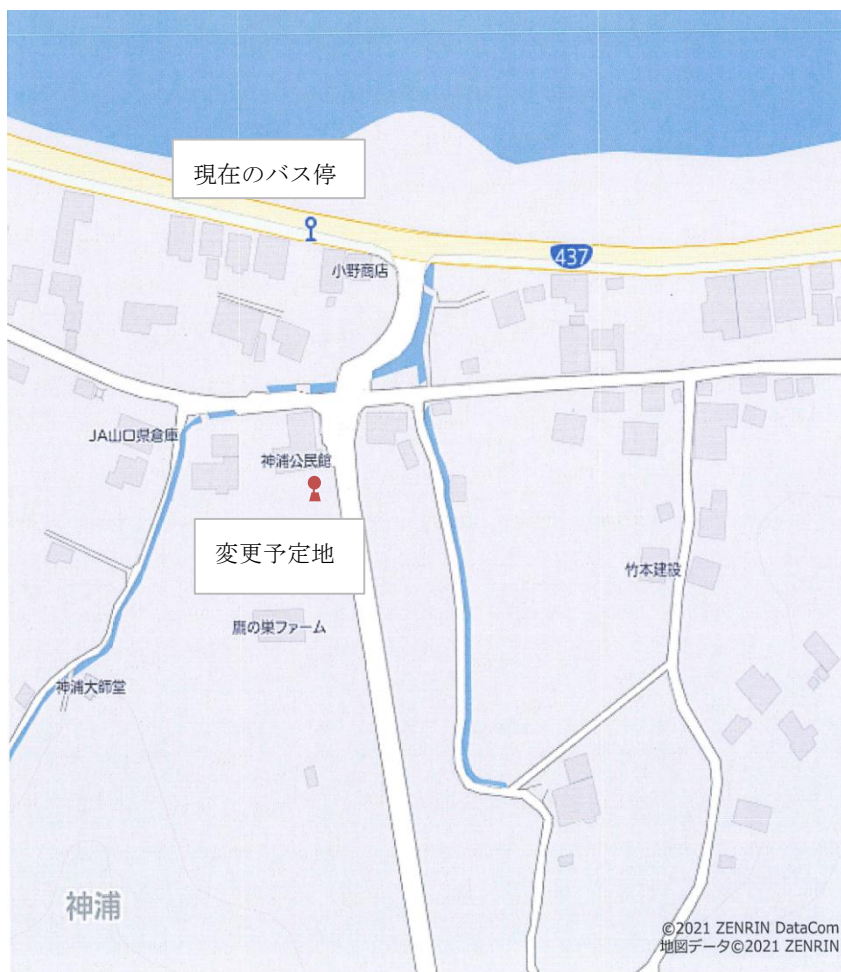 現在のバス停
437
小野商店
JA山口県倉庫
神浦公民館
変更予定地
竹本建設
鷹の巣ファーム
神浦大師堂
神浦
©2021 ZENRIN DataCom
地図データ©2021 ZENRIN